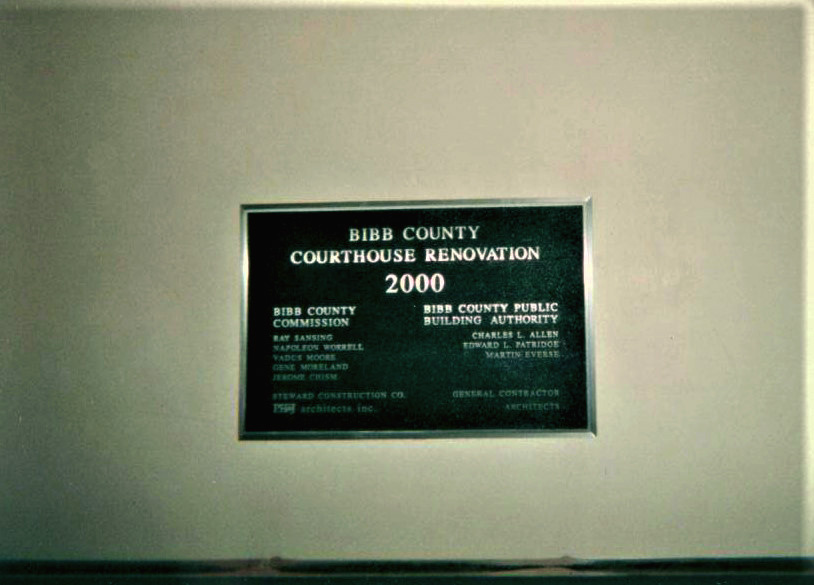 BIBB COUNTY
COURTHOUSE RENOVATION
2000
BIBB COUNTY
COMMISSION
RAY SANSING
NAPOLEON WORRELL
VADUS MOORE
GENE MORELAND
JEROME CHISM
BIBB COUNTY PUBLIC
BUILDING AUTHORITY
CHARLES L. ALLEN
EDWARD L. PATRIDGE
MARTIN EVERSE
STEWARD CONSTRUCTION CO. GENERAL CONTRACTOR
architects inc. ARCHITECTS